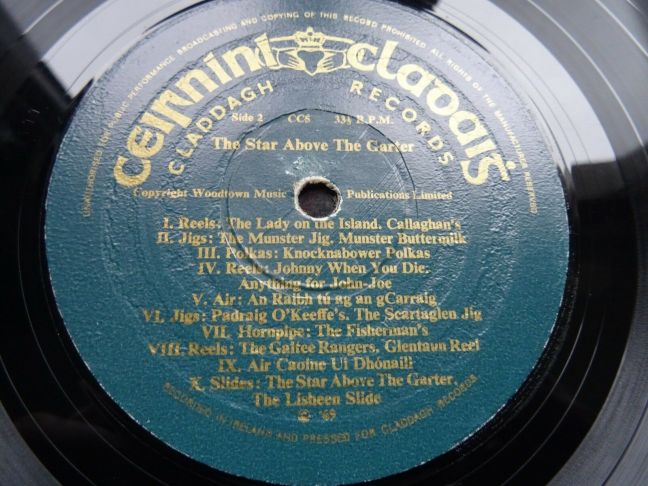 UNAUTHORISED PUBLIC PERFORMANCE BROADCASTING AND COPYING OF THIS RECORD PROHIBITED. ALL RIGHTS OF THE MANUFACTURER RESERVED
ceirníní cladaiġ
CLADDAGH RECORDS
Side 2 CC5 33⅓ R.P.M.
The Star Above The Garter
Copyright Woodtown Music Publications Limited
I. Reels: The Lady on the Island. Callaghan's
II. Jigs: The Munster Jig. Munster Buttermilk
III. Polkas: Knocknabower Polkas
IV. Reels: Johnny When You Die.
Anything for John-Joe
V. Air: An Raibh tú ag an gCarraig
VI. Jigs: Padraig O'Keeffe's. The Scartaglen Jig
VII. Hornpipe: The Fisherman's
VIII. Reels: The Galtee Rangers. Glentaun Reel
IX. Air Caoine Uí Dhónaill
X. Slides: The Star Above The Garter.
The Lisheen Slide
℗ '69
RECORDED IN IRELAND AND PRESSED FOR CLADDAGH RECORDS